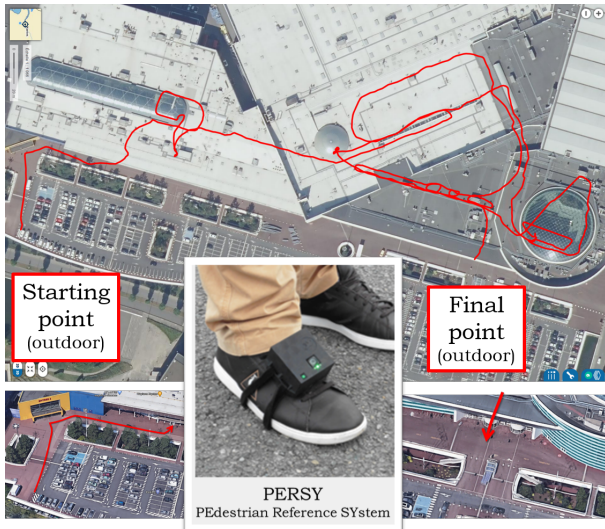 Starting
point
(outdoor)
Final
point
(outdoor)
PERSY
PEdestrian Reference SYstem